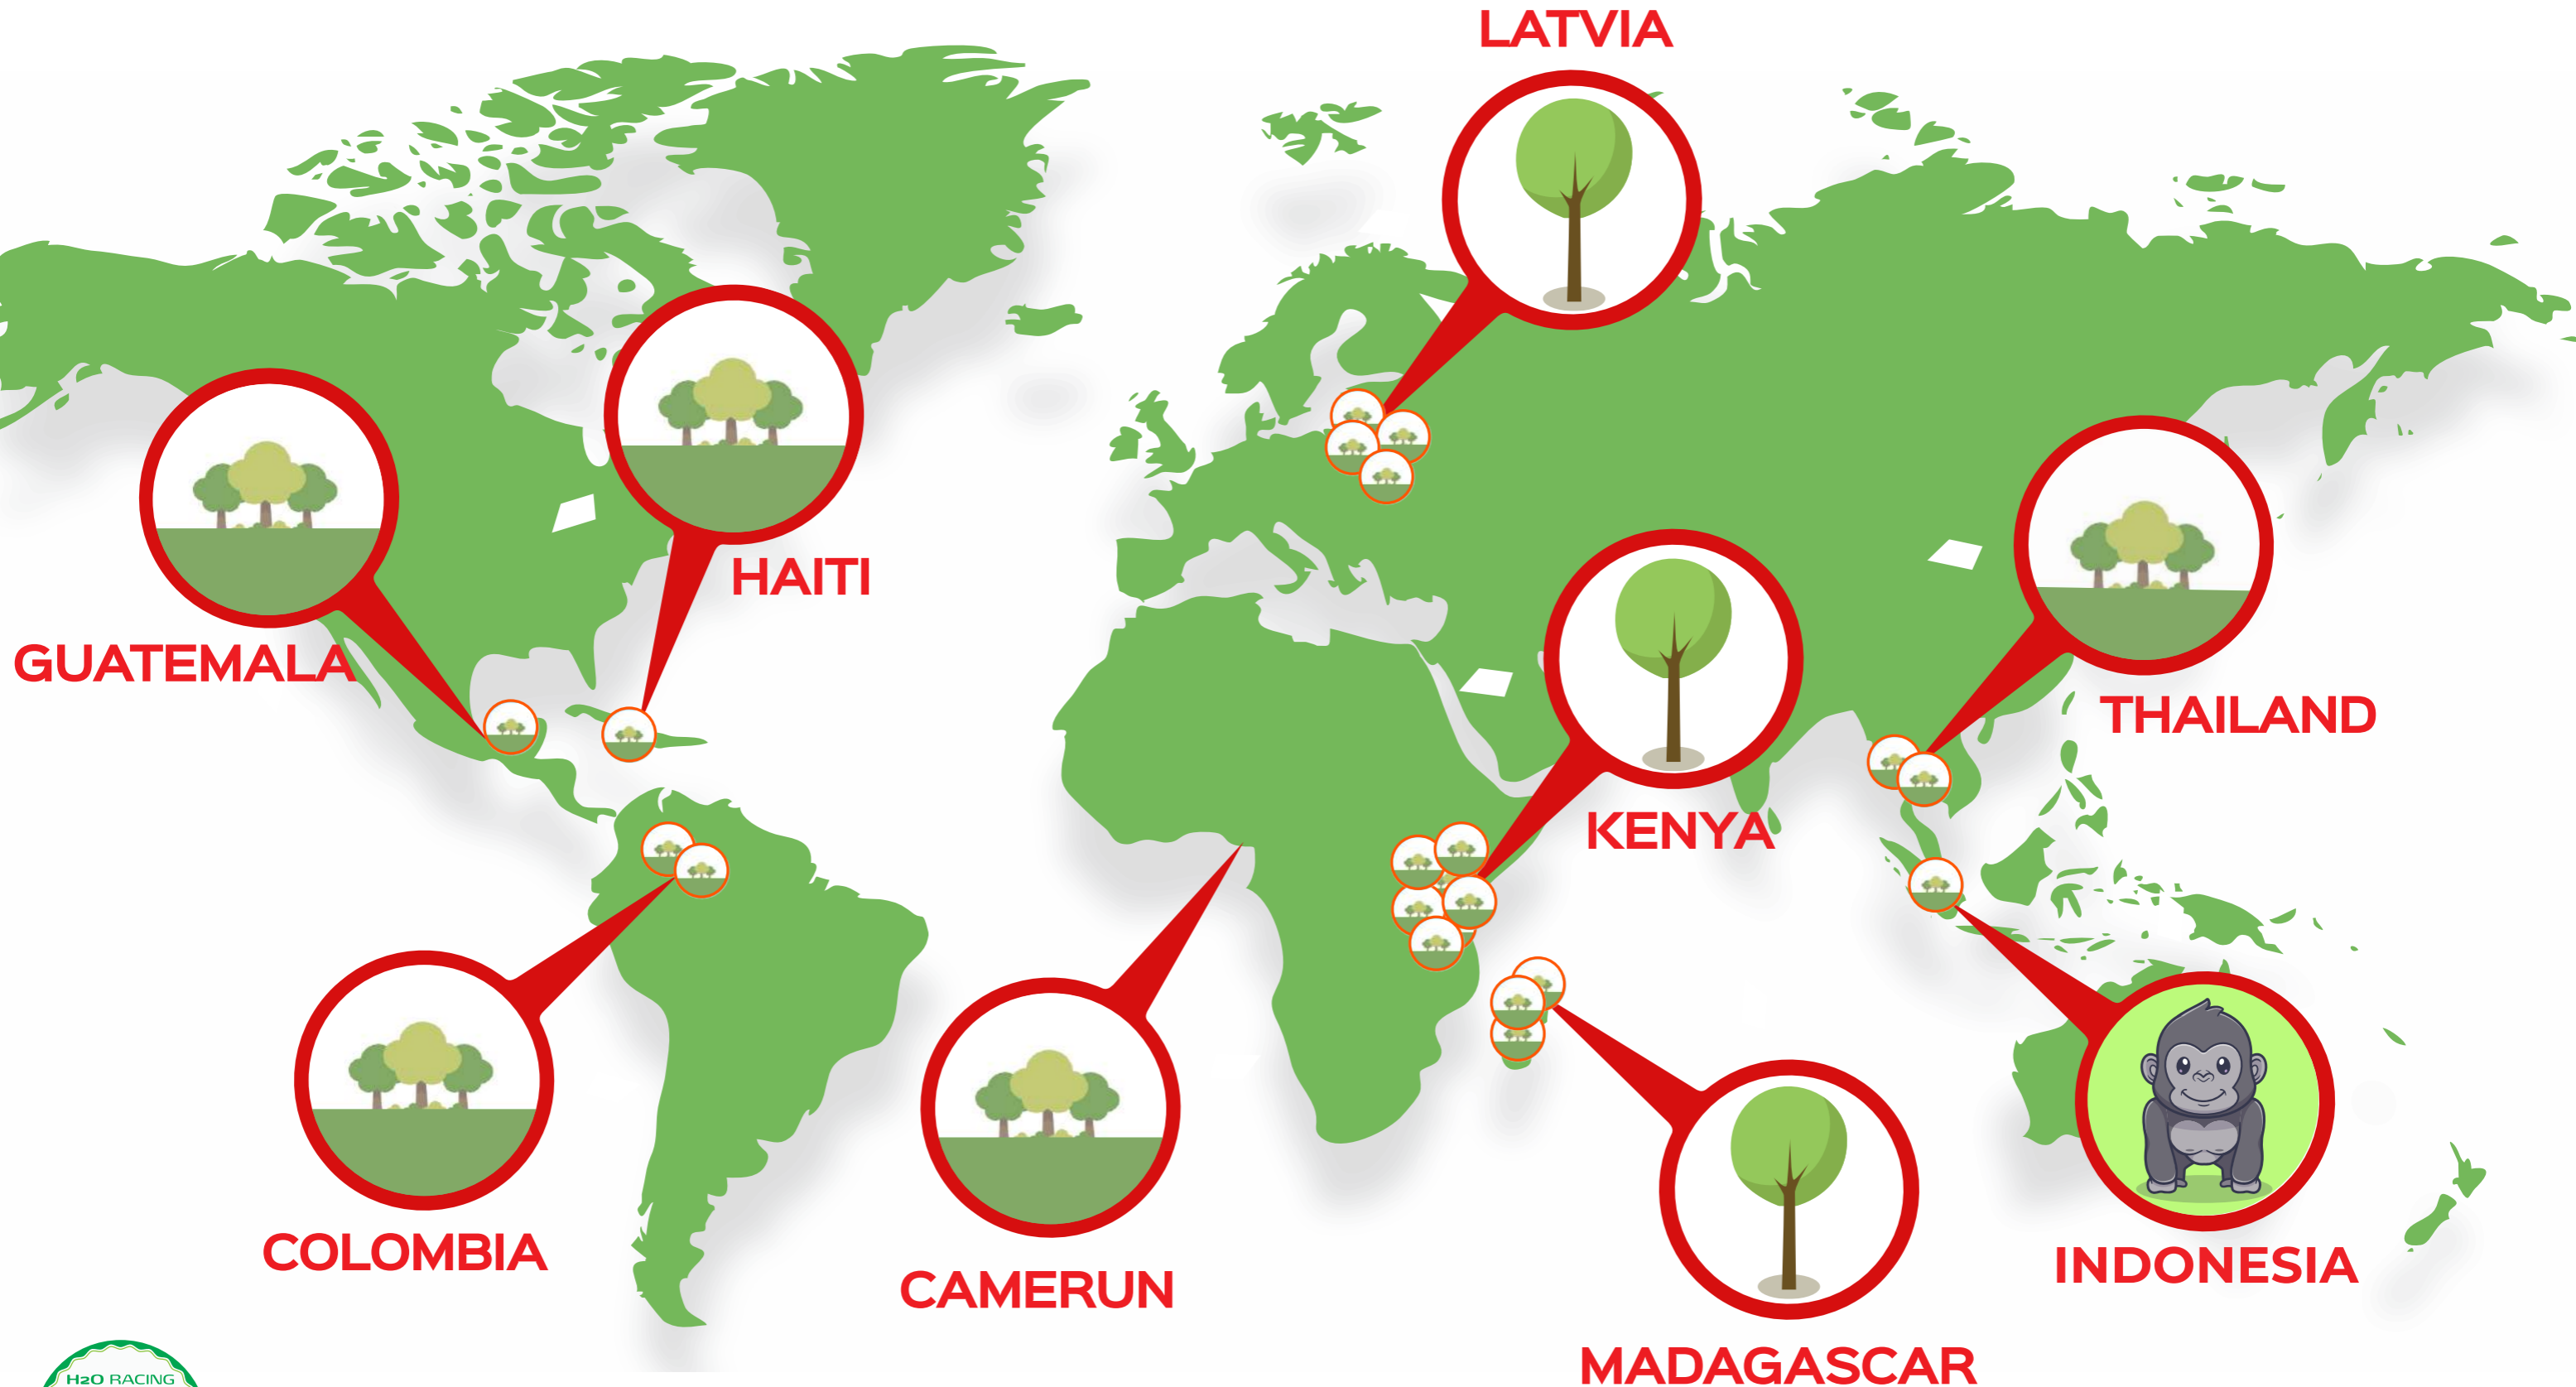 LATVIA
HAITI
GUATEMALA
THAILAND
KENYA
COLOMBIA
CAMERUN
INDONESIA
MADAGASCAR
H2O RACING